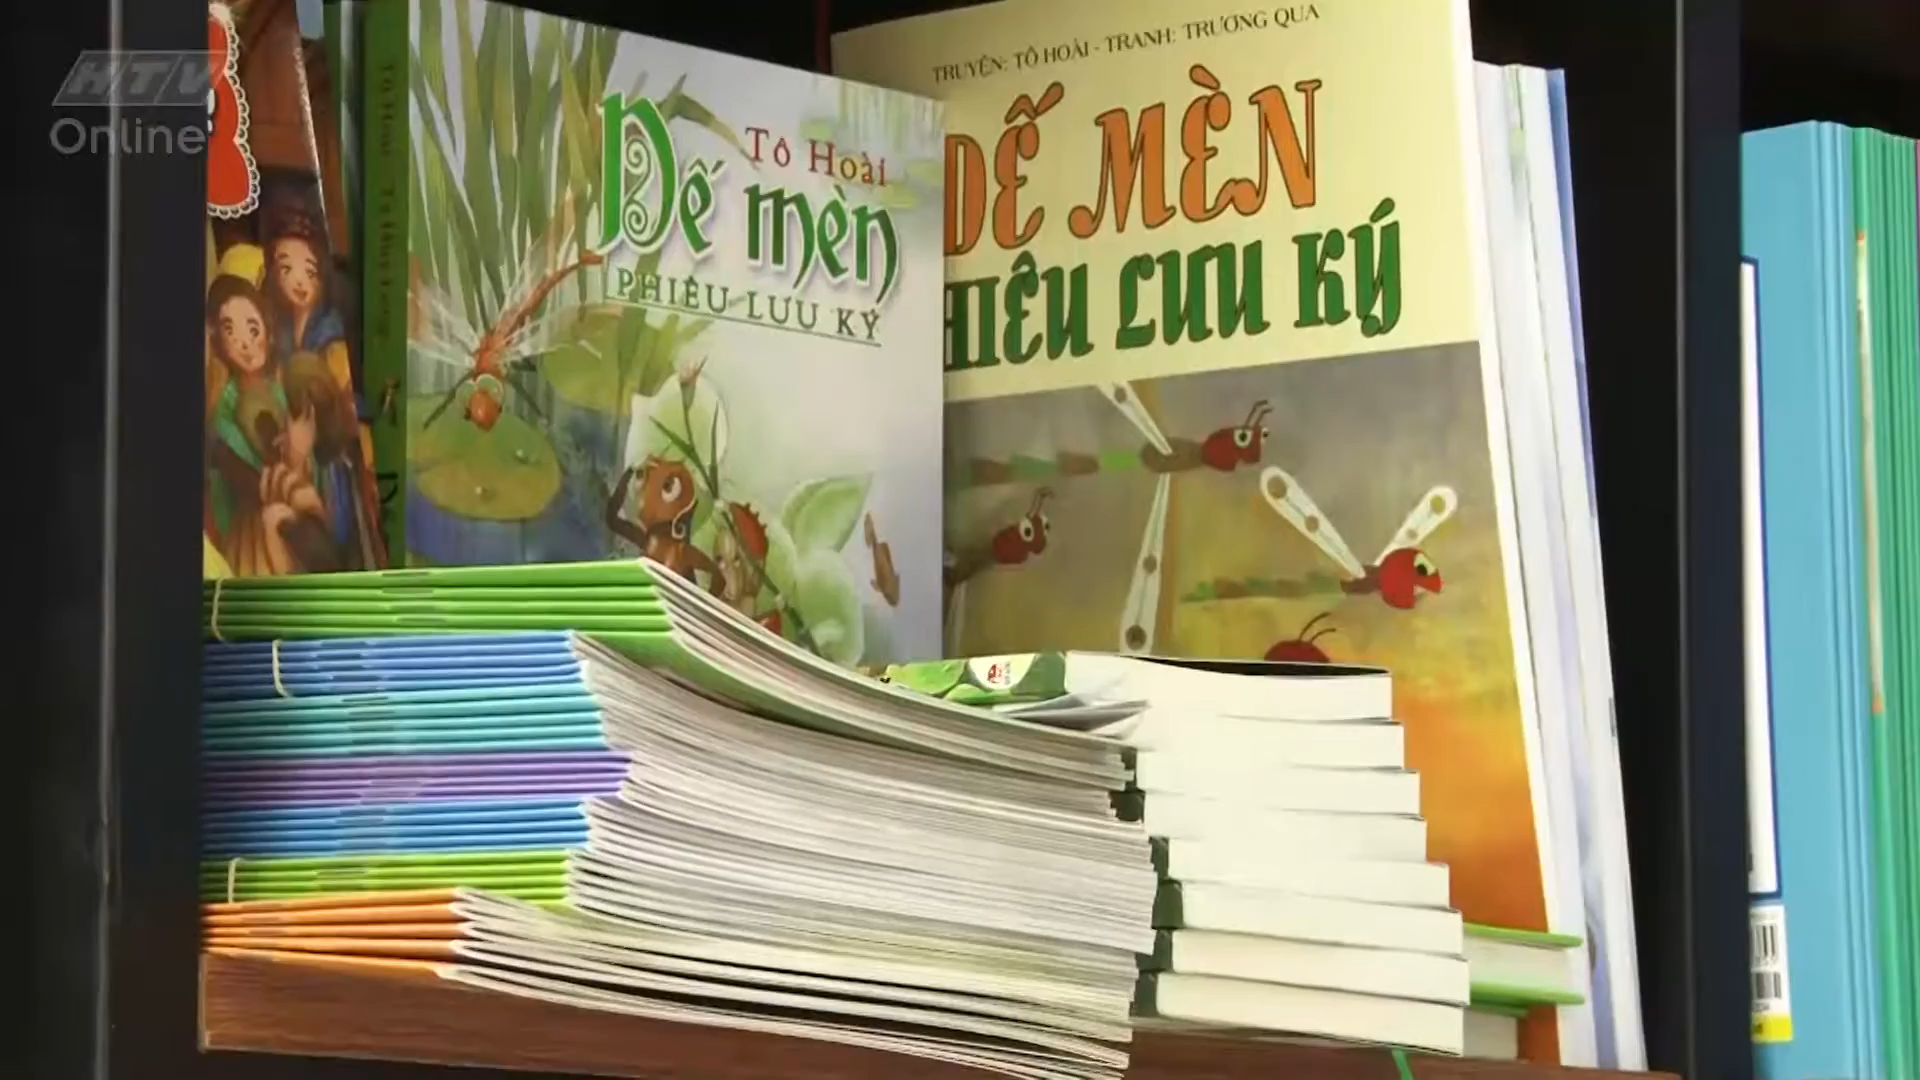 HTV
Online
Tô Hoài
Dế mèn
PHIÊU LƯU KÝ
TRUYỆN: TÔ HOÀI - TRANH: TRƯƠNG QUA
DẾ MÈN
HIÊU LƯU KÝ